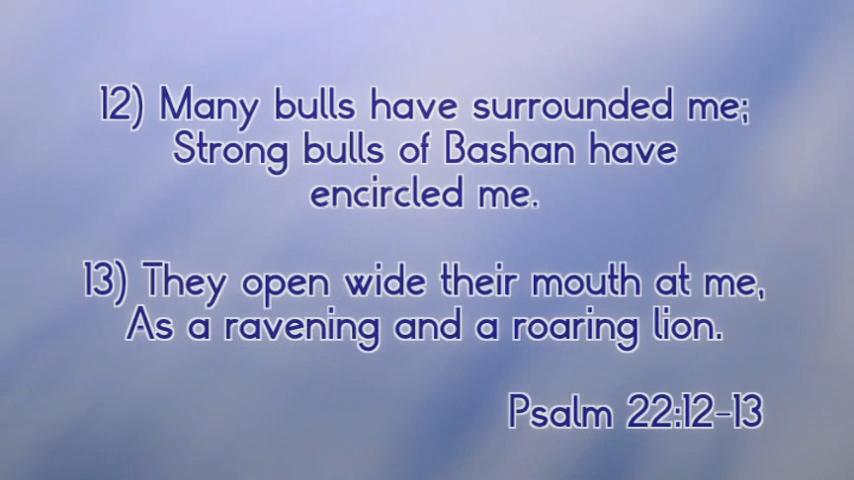 12) Many bulls have surrounded me;
Strong bulls of Bashan have
encircled me.
13) They open wide their mouth at me,
As a ravening and a roaring lion.
Psalm 22:12-13